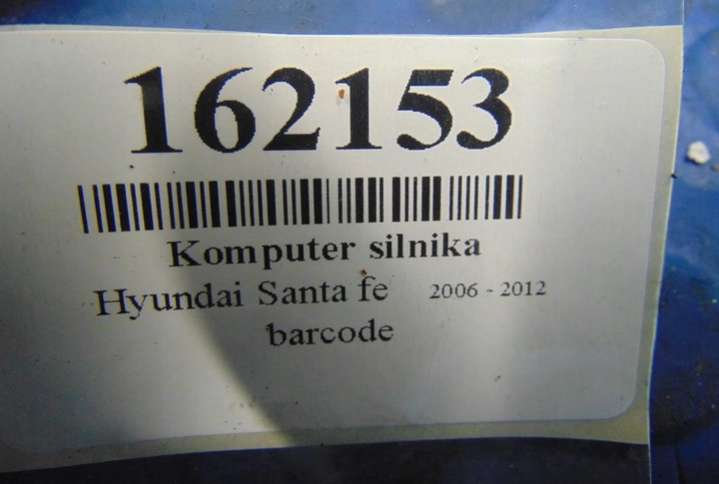 162153
Komputer silnika
Hyundai Santa fe 2006 - 2012
barcode